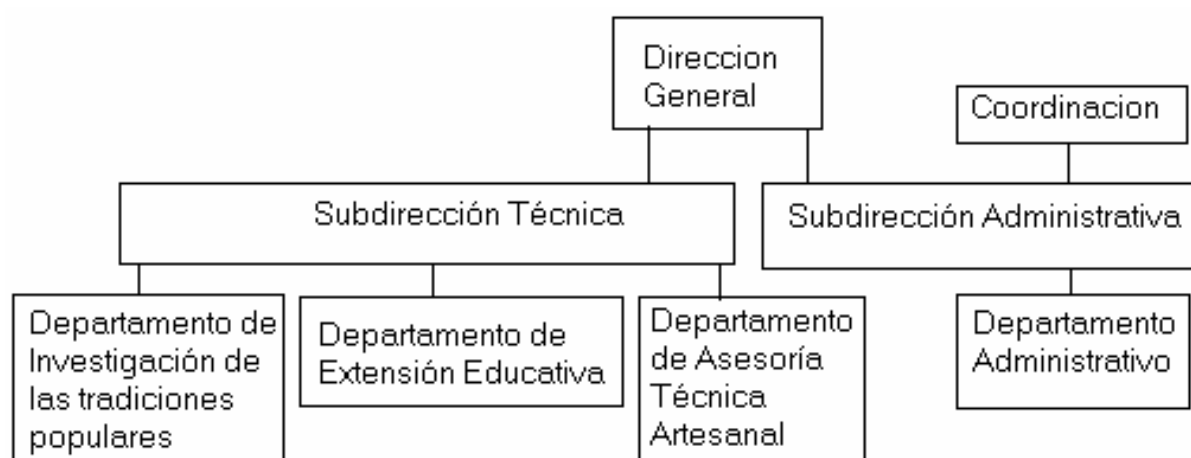 Direccion
General
Coordinacion
Subdirección Técnica
Subdirección Administrativa
Departamento de
Investigación de
las tradiciones
populares
Departamento de
Extensión Educativa
Departamento
de Asesoría
Técnica
Artesanal
Departamento
Administrativo